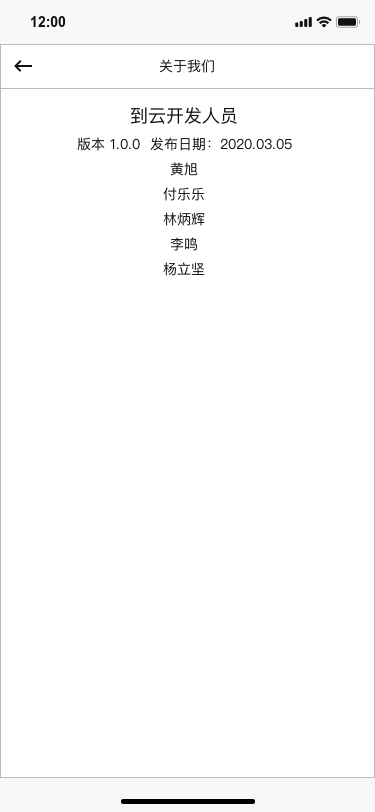 12:00
关于我们
到云开发人员
版本 1.0.0 发布日期：2020.03.05
黄旭
付乐乐
林炳辉
李鸣
杨立坚